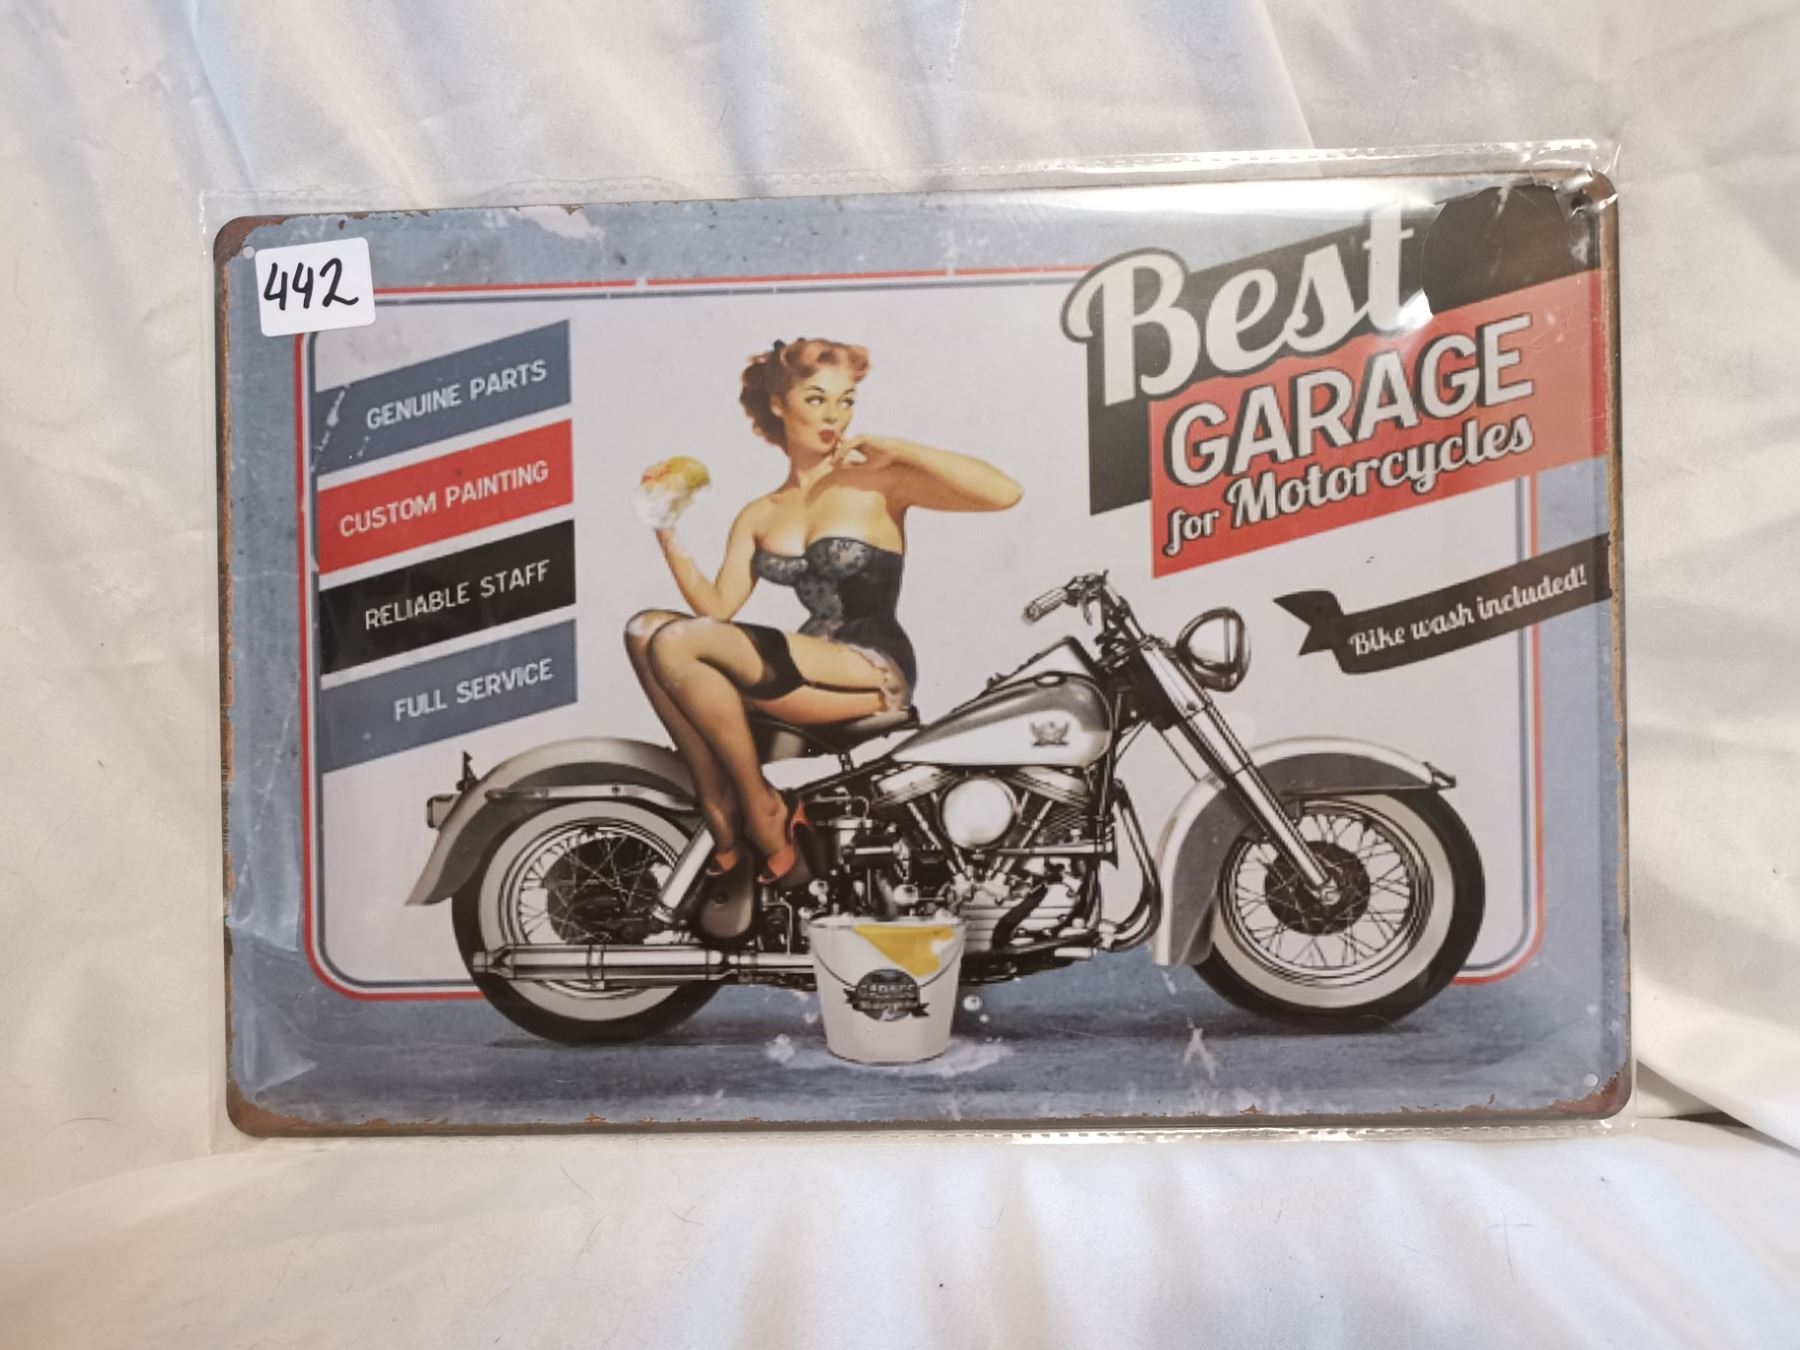 442
GENUINE PARTS
CUSTOM PAINTING
RELIABLE STAFF
FULL SERVICE
Best
GARAGE
for Motorcycles
Bike wash included!